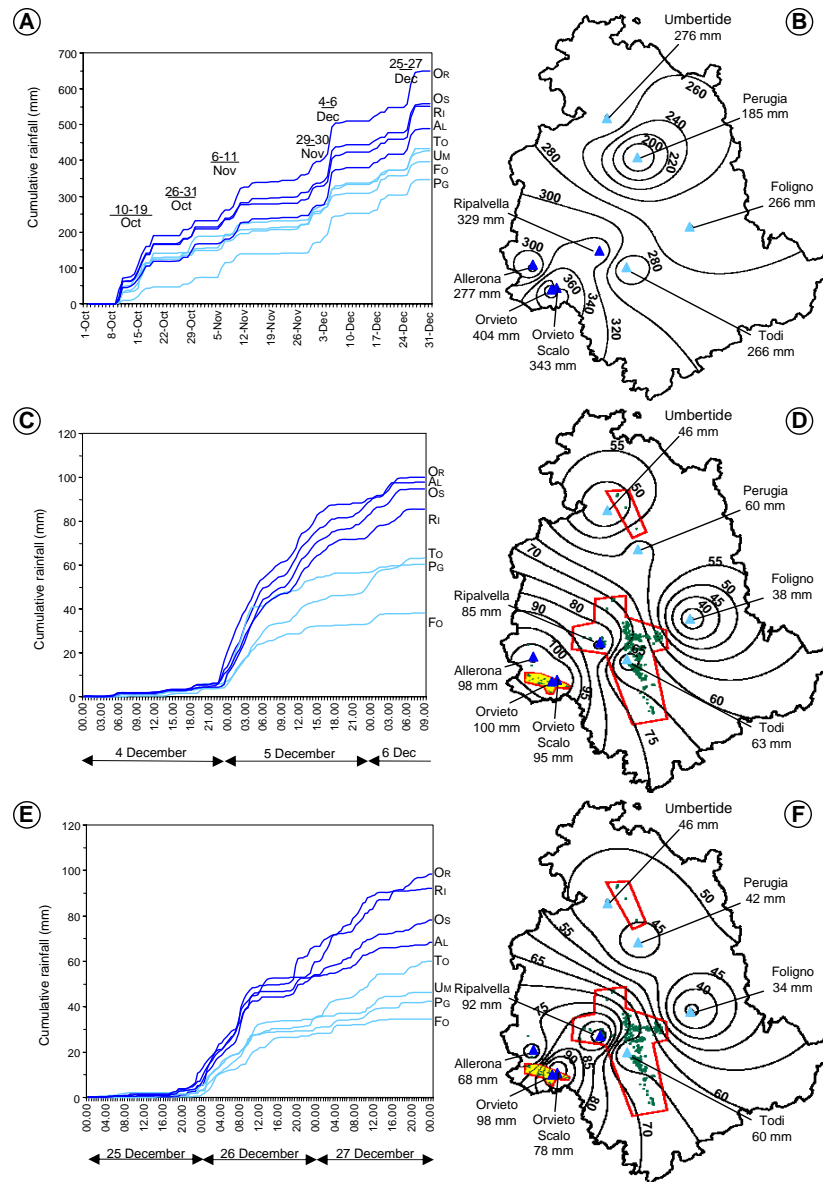 A
Cumulative rainfall (mm)
700
600
500
400
300
200
100
0
10-19
Oct
26-31
Oct
6-11
Nov
29-30
Nov
4-6
Dec
25-27
Dec
OR
OS
RI
AL
TO
UM
FO
PG
1-Oct
8-Oct
15-Oct
22-Oct
29-Oct
5-Nov
12-Nov
19-Nov
26-Nov
3-Dec
10-Dec
17-Dec
24-Dec
31-Dec
B
Umbertide
276 mm
Perugia
185 mm
Foligno
266 mm
Ripalvella
329 mm
Allerona
277 mm
Orvieto
404 mm
Orvieto
Scalo
343 mm
Todi
266 mm
260
240
200
220
280
300
300
280
360
340
320
C
Cumulative rainfall (mm)
120
100
80
60
40
20
0
OR
AL
OS
RI
TO
PG
FO
00.00
03.00
06.00
09.00
12.00
15.00
18.00
21.00
00.00
03.00
06.00
09.00
12.00
15.00
18.00
21.00
00.00
03.00
06.00
09.00
4 December
5 December
6 Dec
D
Umbertide
46 mm
Perugia
60 mm
Foligno
38 mm
Ripalvella
85 mm
Allerona
98 mm
Orvieto
100 mm
Orvieto
Scalo
95 mm
Todi
63 mm
55
50
70
55
50
45
40
80
90
100
65
95
60
75
E
Cumulative rainfall (mm)
120
100
80
60
40
20
0
OR
RI
OS
AL
TO
UM
PG
FO
00.00
04.00
08.00
12.00
16.00
20.00
00.00
04.00
08.00
12.00
16.00
20.00
00.00
04.00
08.00
12.00
16.00
20.00
00.00
25 December
26 December
27 December
F
Umbertide
46 mm
Perugia
42 mm
Foligno
34 mm
Ripalvella
92 mm
Allerona
68 mm
Orvieto
98 mm
Orvieto
Scalo
78 mm
Todi
60 mm
50
45
55
65
45
40
90
85
80
60
70